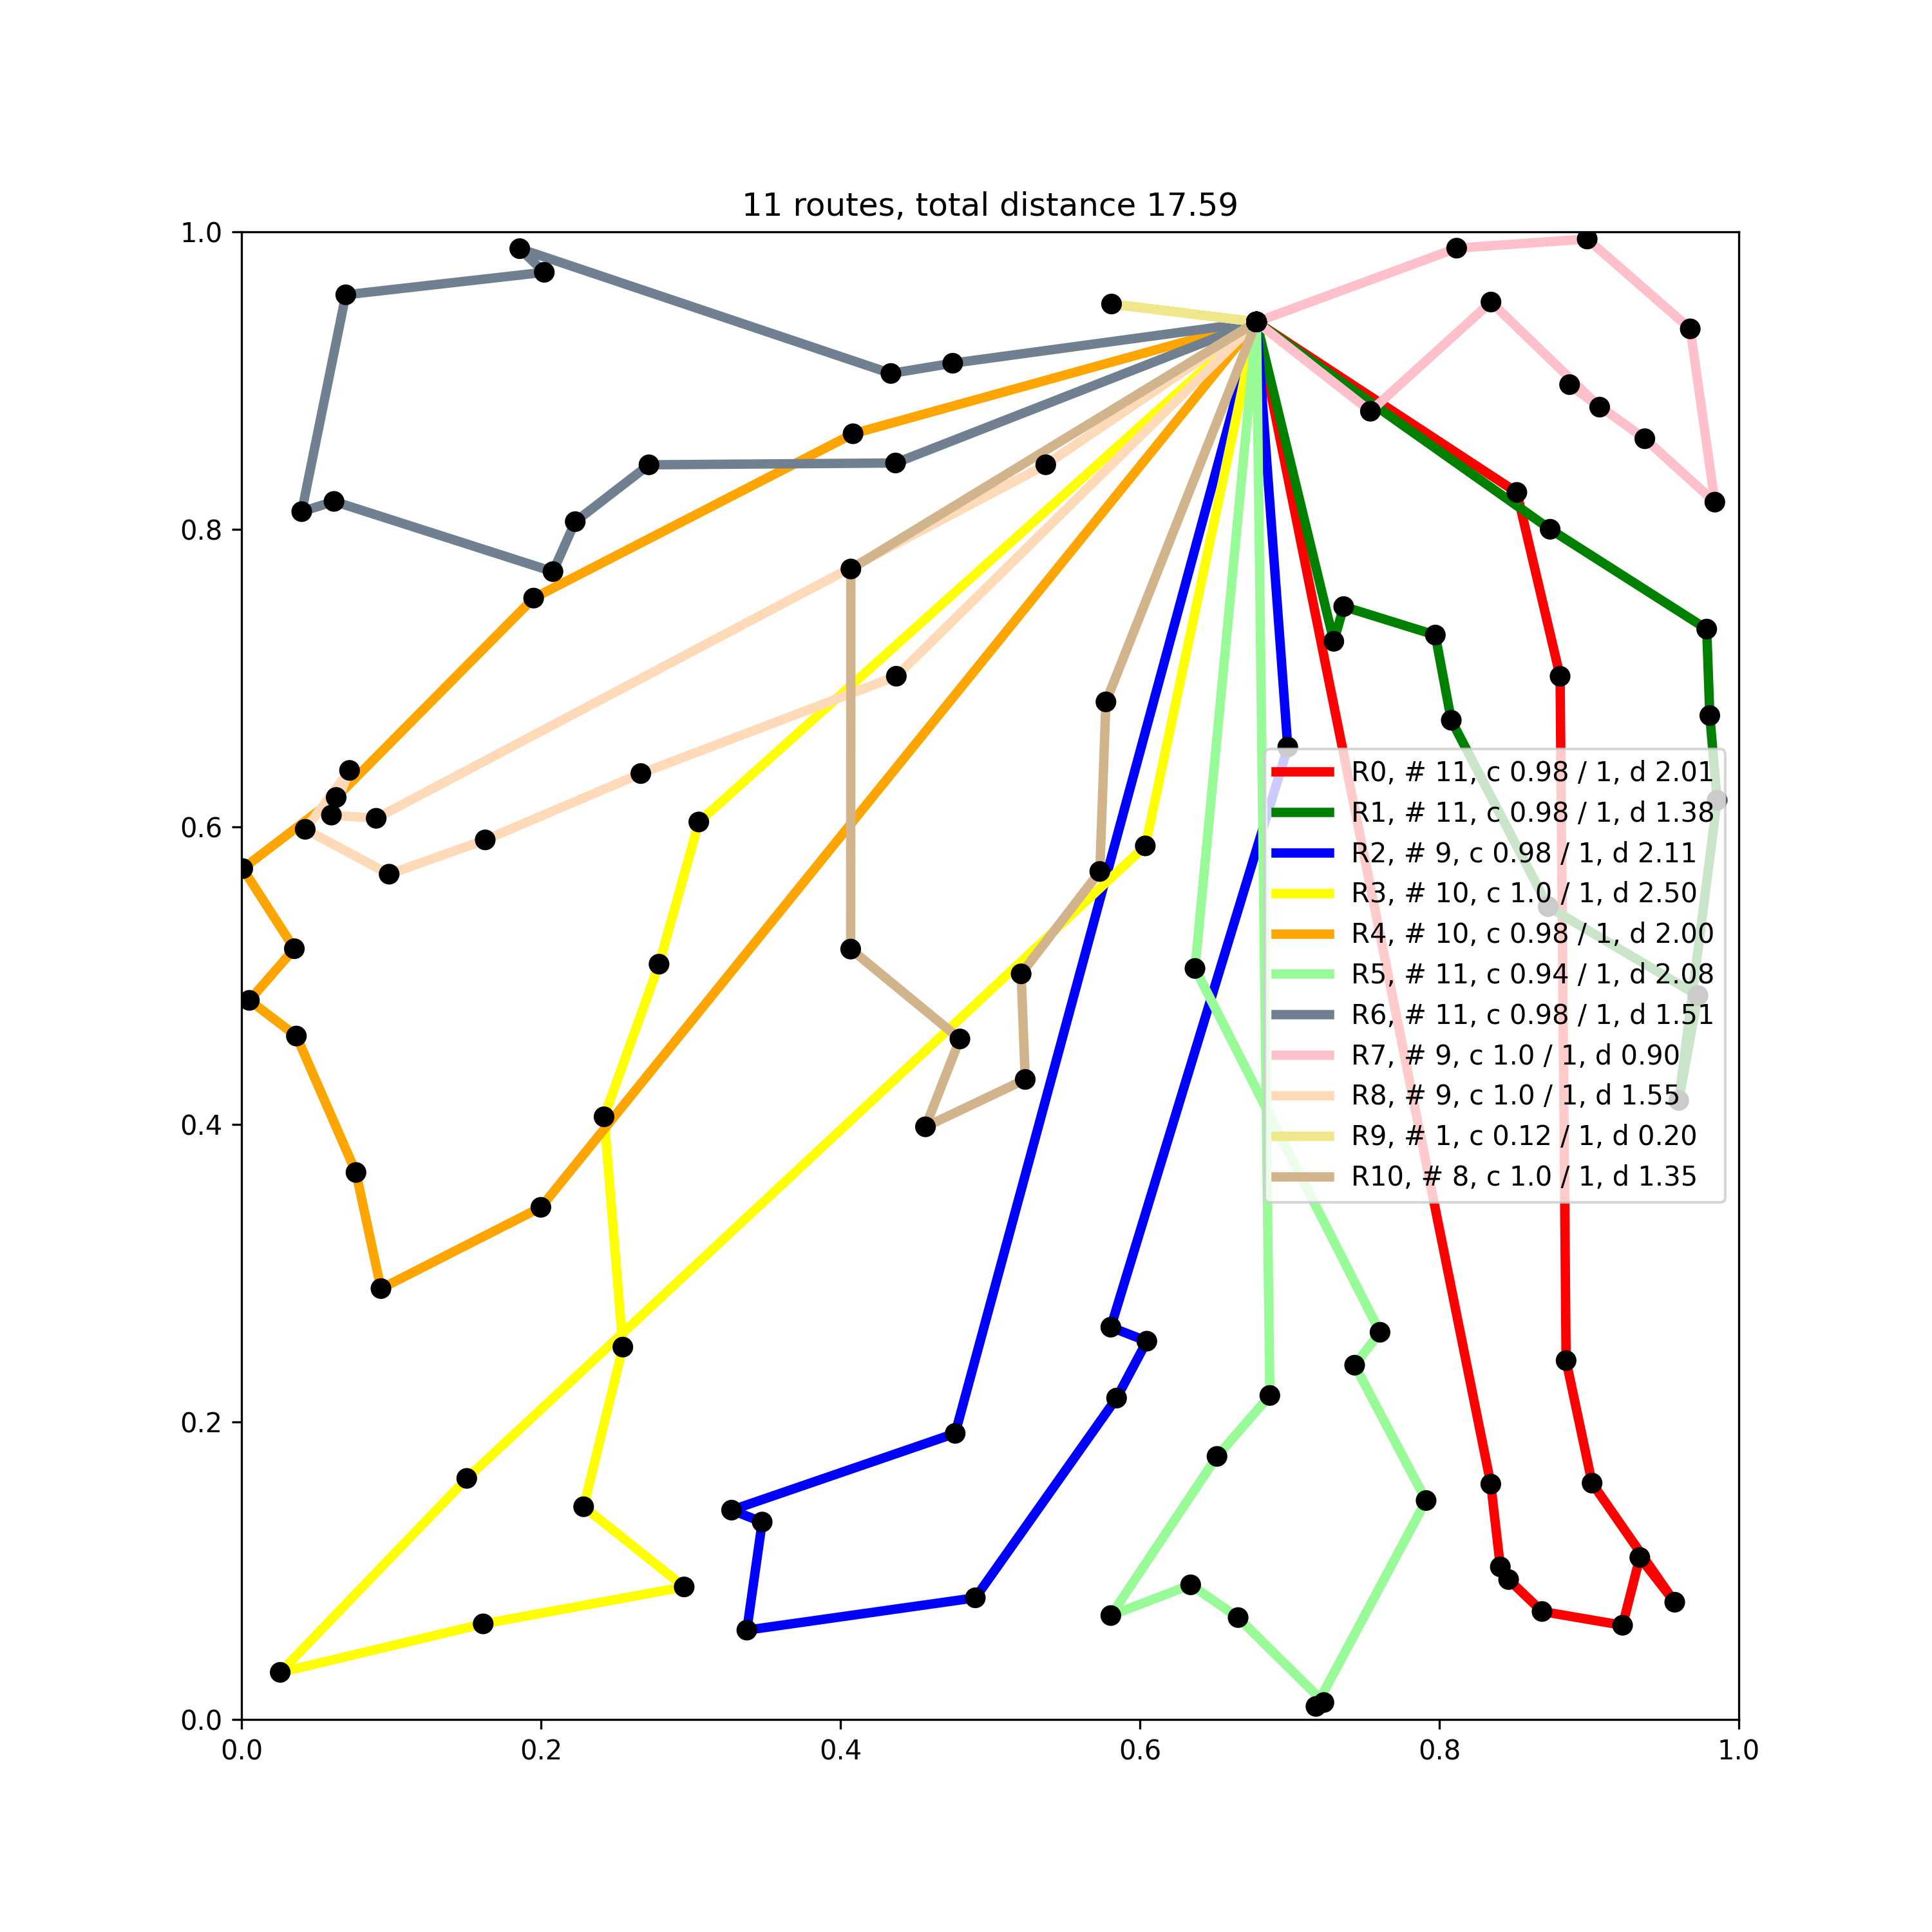 11 routes, total distance 17.59
1.0
0.8
0.6
0.4
0.2
0.0
0.0 0.2 0.4 0.6 0.8 1.0
R0, # 11, c 0.98 / 1, d 2.01
R1, # 11, c 0.98 / 1, d 1.38
R2, # 9, c 0.98 / 1, d 2.11
R3, # 10, c 1.0 / 1, d 2.50
R4, # 10, c 0.98 / 1, d 2.00
R5, # 11, c 0.94 / 1, d 2.08
R6, # 11, c 0.98 / 1, d 1.51
R7, # 9, c 1.0 / 1, d 0.90
R8, # 9, c 1.0 / 1, d 1.55
R9, # 1, c 0.12 / 1, d 0.20
R10, # 8, c 1.0 / 1, d 1.35